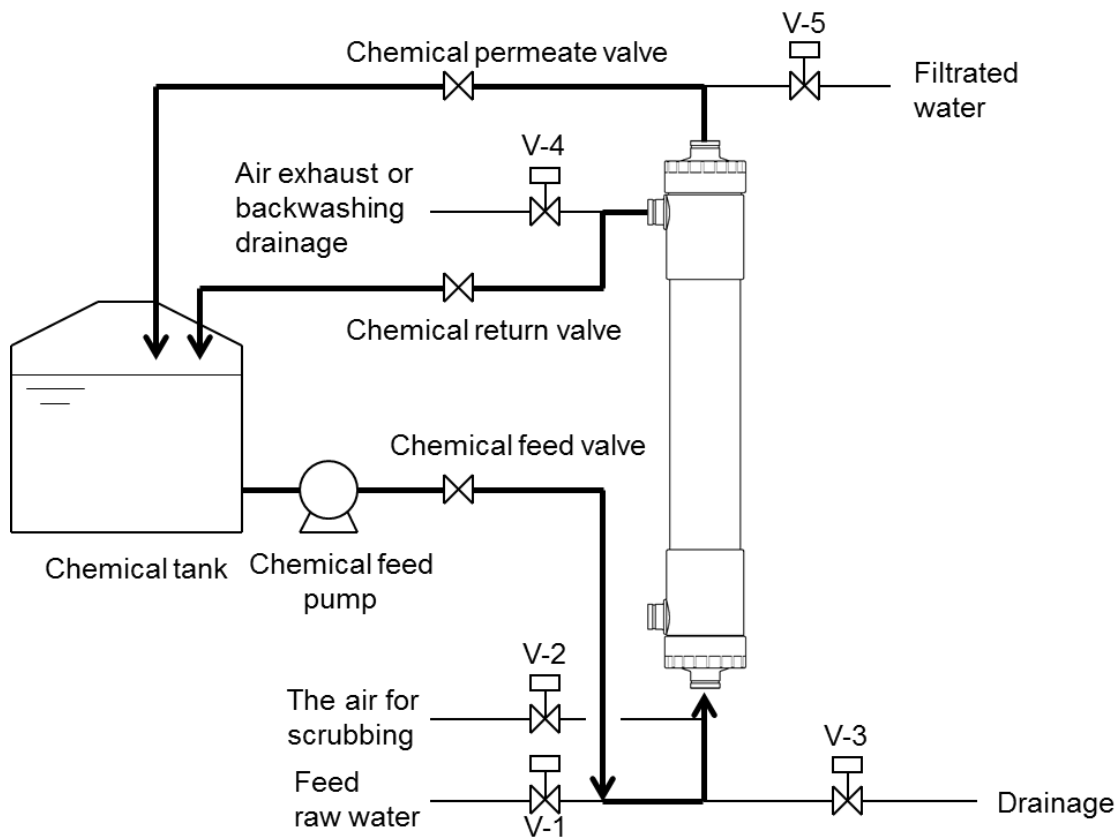 V-5
Chemical permeate valve
Filtrated
water
V-4
Air exhaust or
backwashing
drainage
Chemical return valve
Chemical feed valve
Chemical tank
Chemical feed
pump
V-2
The air for
scrubbing
V-3
Feed
raw water
V-1
Drainage